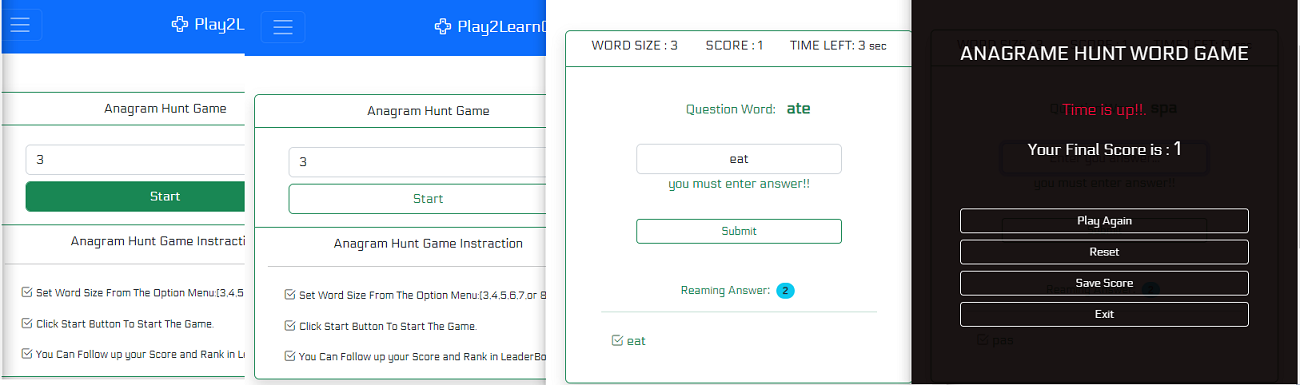 Play2L
Anagram Hunt Game
3
Start
Anagram Hunt Game Instracti
Set Word Size From The Option Menu:[3,4,5
Click Start Button To Start The Game.
You Can Follow up your Score and Rank in Le
Play2Learn
Anagram Hunt Game
3
Start
Anagram Hunt Game Instraction
Set Word Size From The Option Menu:[3,4,5,6,7,or 8
Click Start Button To Start The Game.
You Can Follow up your Score and Rank in LeaderBo
WORD SIZE : 3 SCORE : 1 TIME LEFT: 3 sec
Question Word: ate
eat
you must enter answer!!
Submit
Reaming Answer: 2
eat
ANAGRAME HUNT WORD GAME
Time is up!!.
spa
Your Final Score is : 1
you must enter answer!!
Play Again
Reset
Save Score
Exit
pas